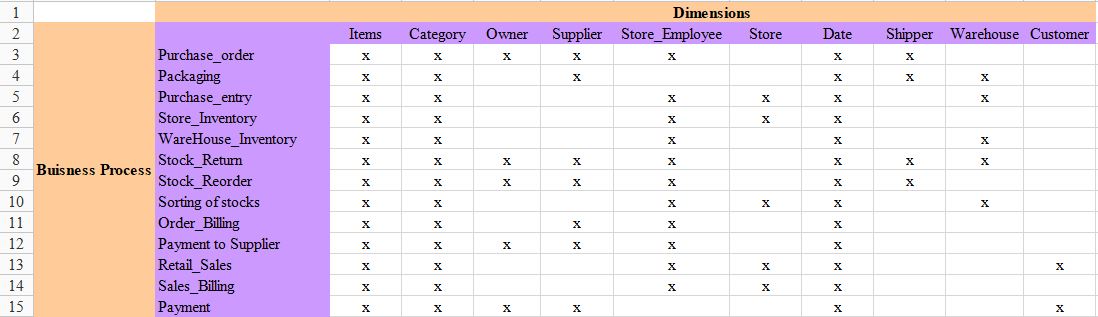 1 Dimensions
2 Items Category Owner Supplier Store_Employee Store Date Shipper Warehouse Customer
3 Purchase_order x x x x x x x
4 Packaging x x x x x x
5 Purchase_entry x x x x x x
6 Store_Inventory x x x x x
7 WareHouse_Inventory x x x x x
8 Buisness Process Stock_Return x x x x x x x x
9 Stock_Reorder x x x x x x x
10 Sorting of stocks x x x x x x
11 Order_Billing x x x x x
12 Payment to Supplier x x x x x x
13 Retail_Sales x x x x x x
14 Sales_Billing x x x x x
15 Payment x x x x x x